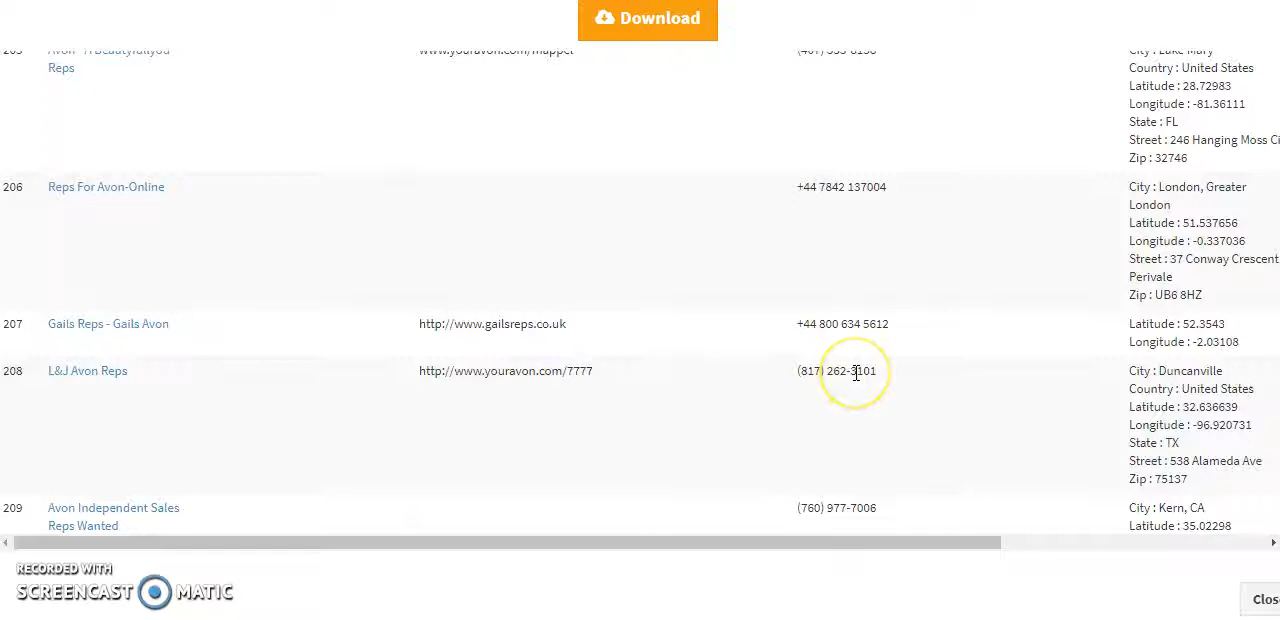 Download
Reps
Country : United States
Latitude : 28.72983
Longitude : -81.36111
State : FL
Street : 246 Hanging Moss Ci
Zip : 32746
206 Reps For Avon-Online +44 7842 137004 City : London, Greater
London
Latitude : 51.537656
Longitude : -0.337036
Street : 37 Conway Crescent
Perivale
Zip : UB6 8HZ
207 Gails Reps - Gails Avon http://www.gailsreps.co.uk +44 800 634 5612 Latitude : 52.3543
Longitude : -2.03108
208 L&J Avon Reps http://www.youravon.com/7777 (817) 262-3101 City : Duncanville
Country : United States
Latitude : 32.636639
Longitude : -96.920731
State : TX
Street : 538 Alameda Ave
Zip : 75137
209 Avon Independent Sales (760) 977-7006 City : Kern, CA
Reps Wanted Latitude : 35.02298
RECORDED WITH
SCREENCAST MATIC
Clos